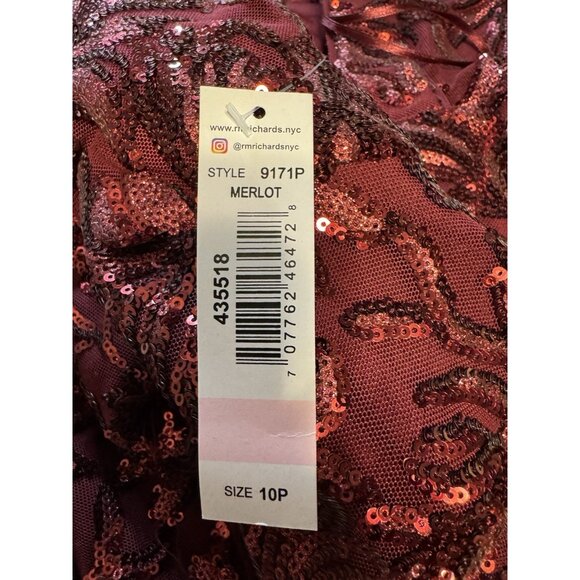 www.rmrichards.nyc
@rmrichardsnyc
STYLE 9171P
MERLOT
435518
7 07762 46472 8
SIZE 10P